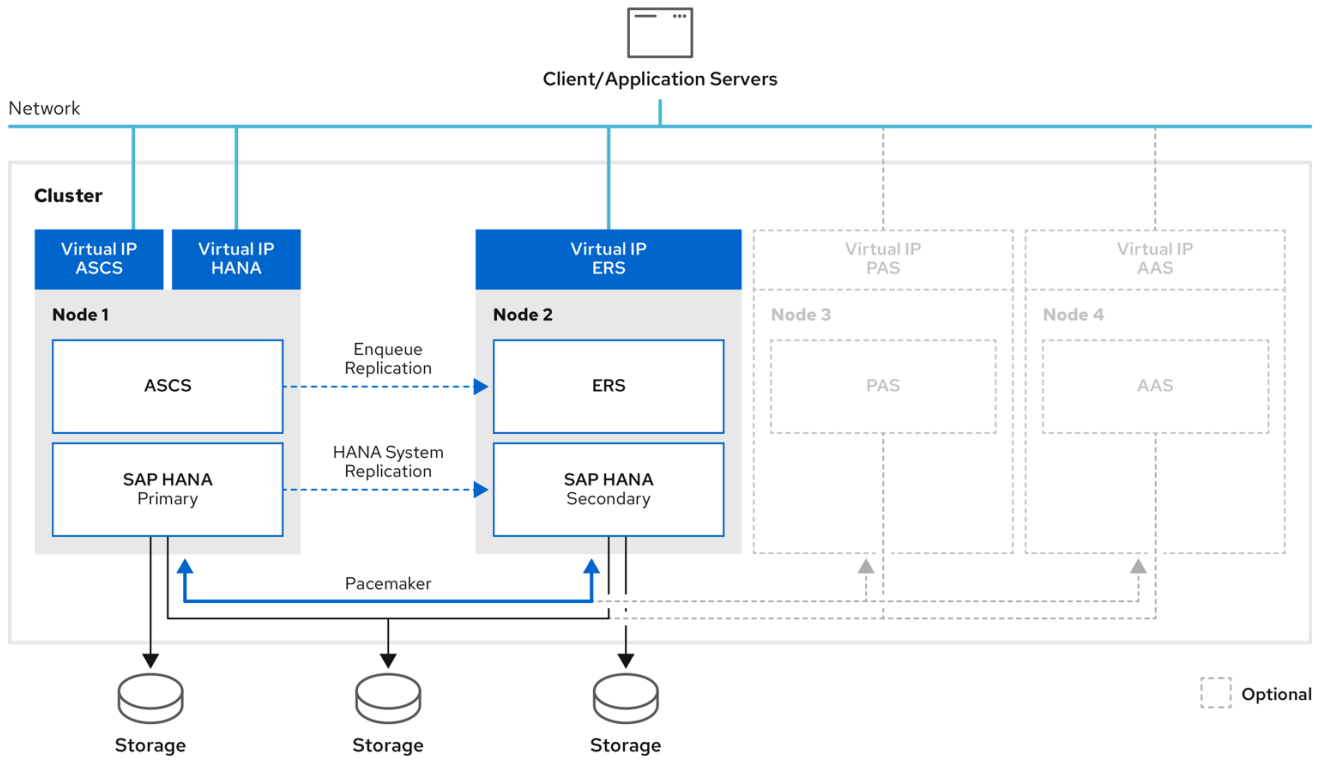 Client/Application Servers
Network
Cluster
Virtual IP
ASCS
Virtual IP
HANA
Virtual IP
ERS
Virtual IP
PAS
Virtual IP
AAS
Node 1
Node 2
Node 3
Node 4
ASCS
Enqueue
Replication
ERS
PAS
AAS
SAP HANA
Primary
HANA System
Replication
SAP HANA
Secondary
Pacemaker
Storage
Storage
Storage
Optional